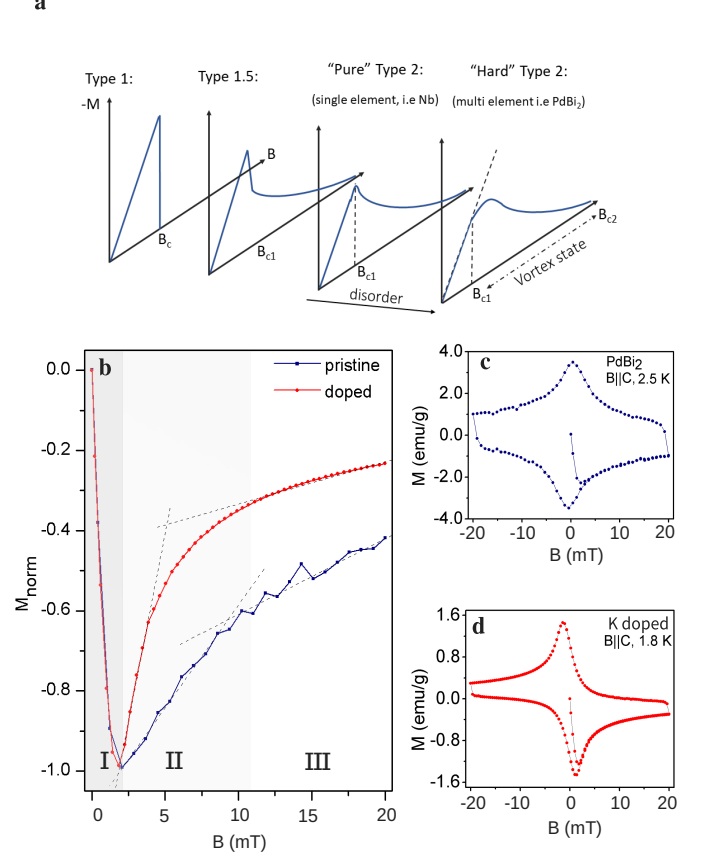 a
Type 1:
Type 1.5:
“Pure” Type 2:
“Hard” Type 2:
(single element, i.e Nb)
(multi element i.e PdBi2)
-M
B
Bc
Bc1
Bc1
Bc1
Bc2
Vortex state
disorder
b
pristine
doped
0.0
-0.2
-0.4
-0.6
-0.8
-1.0
Mnorm
I
II
III
0
5
10
15
20
B (mT)
c
PdBi2
B||C, 2.5 K
4.0
2.0
0.0
-2.0
-4.0
M (emu/g)
-20
-10
0
10
20
B (mT)
d
K doped
B||C, 1.8 K
1.6
0.8
0.0
-0.8
-1.6
M (emu/g)
-20
-10
0
10
20
B (mT)